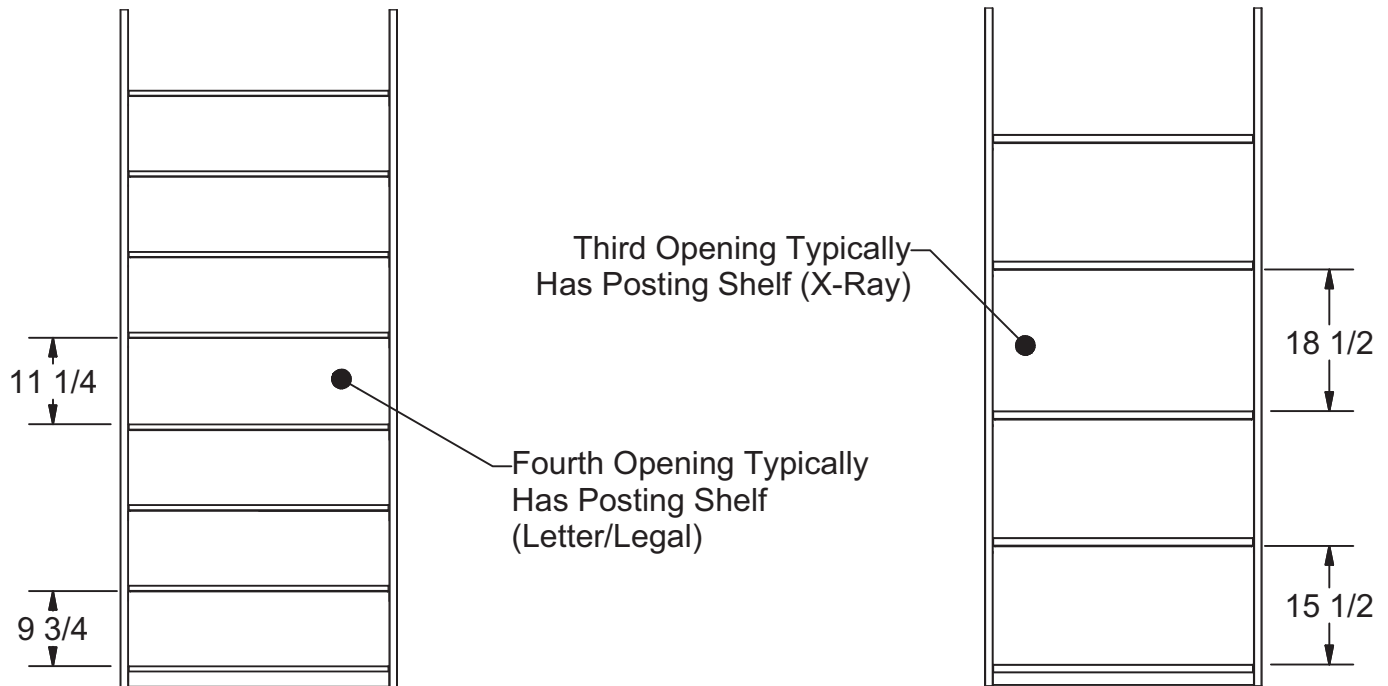 Third Opening Typically
Has Posting Shelf (X-Ray)
18 1/2
11 1/4
Fourth Opening Typically
Has Posting Shelf
(Letter/Legal)
9 3/4
15 1/2